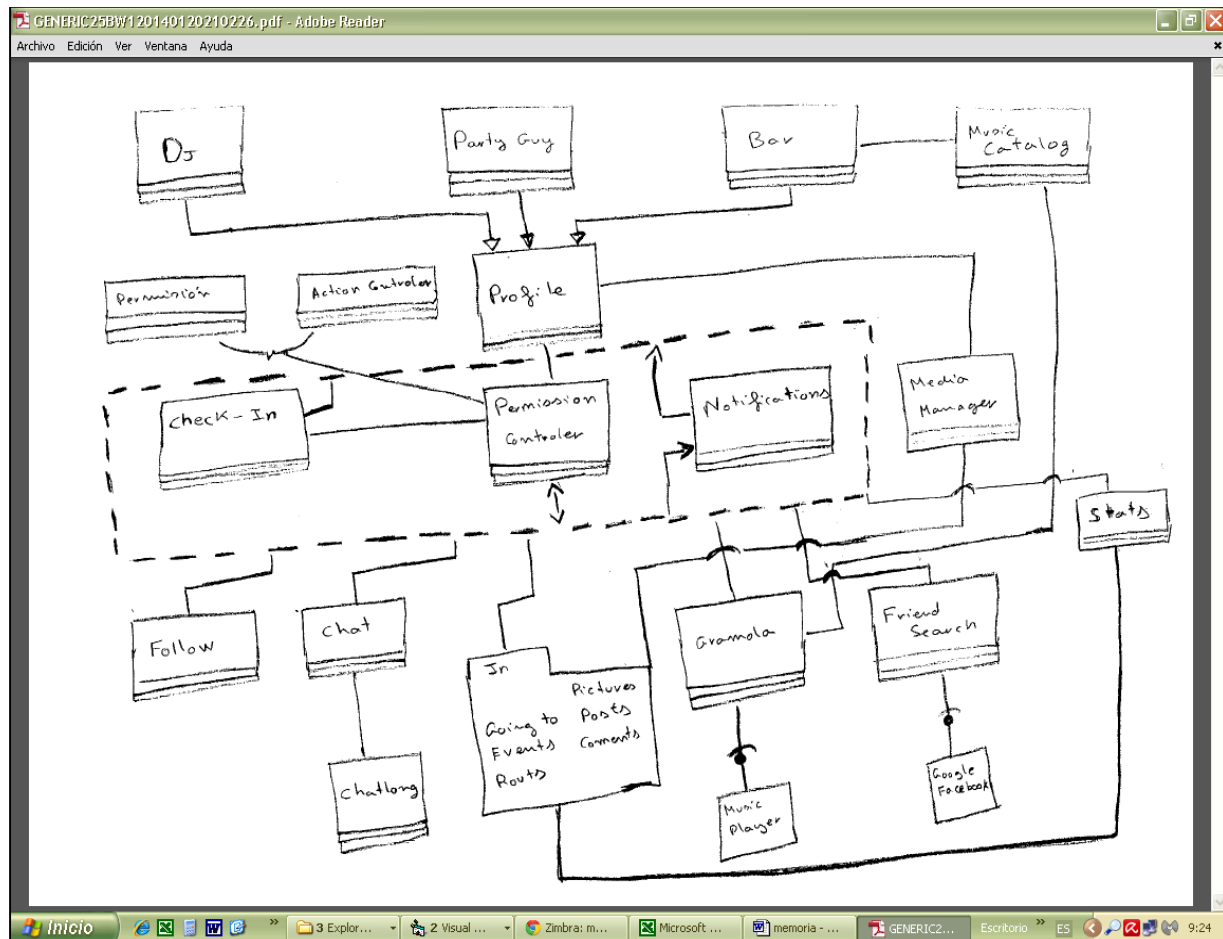 GENERIC25BW120140120210226.pdf - Adobe Reader
Archivo Edición Ver Ventana Ayuda
DJ
Party Guy
Bar
Music
Catalog
Permisión
Action Controler
Profile
Check-In
Permission
Controler
Notifications
Media
Manager
Stats
Follow
Chat
In
Pictures
Going to Posts
Events Coments
Routs
Gramola
Friend
Search
Chatlong
Music
Player
Google
Facebook
Inicio
3 Explor...
2 Visual ...
Zimbra: m...
Microsoft ...
memoria - ...
GENERIC2...
Escritorio
ES
9:24